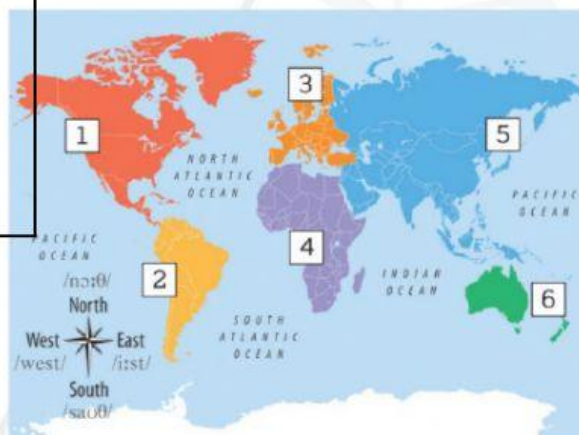 3
1
5
NORTH
ATLANTIC
OCEAN
PACIFIC
OCEAN
PACIFIC
OCEAN
4
2
INDIAN
OCEAN
6
/nɔːθ/
North
SOUTH
ATLANTIC
OCEAN
West East
/west/ /iːst/
South
/saʊθ/